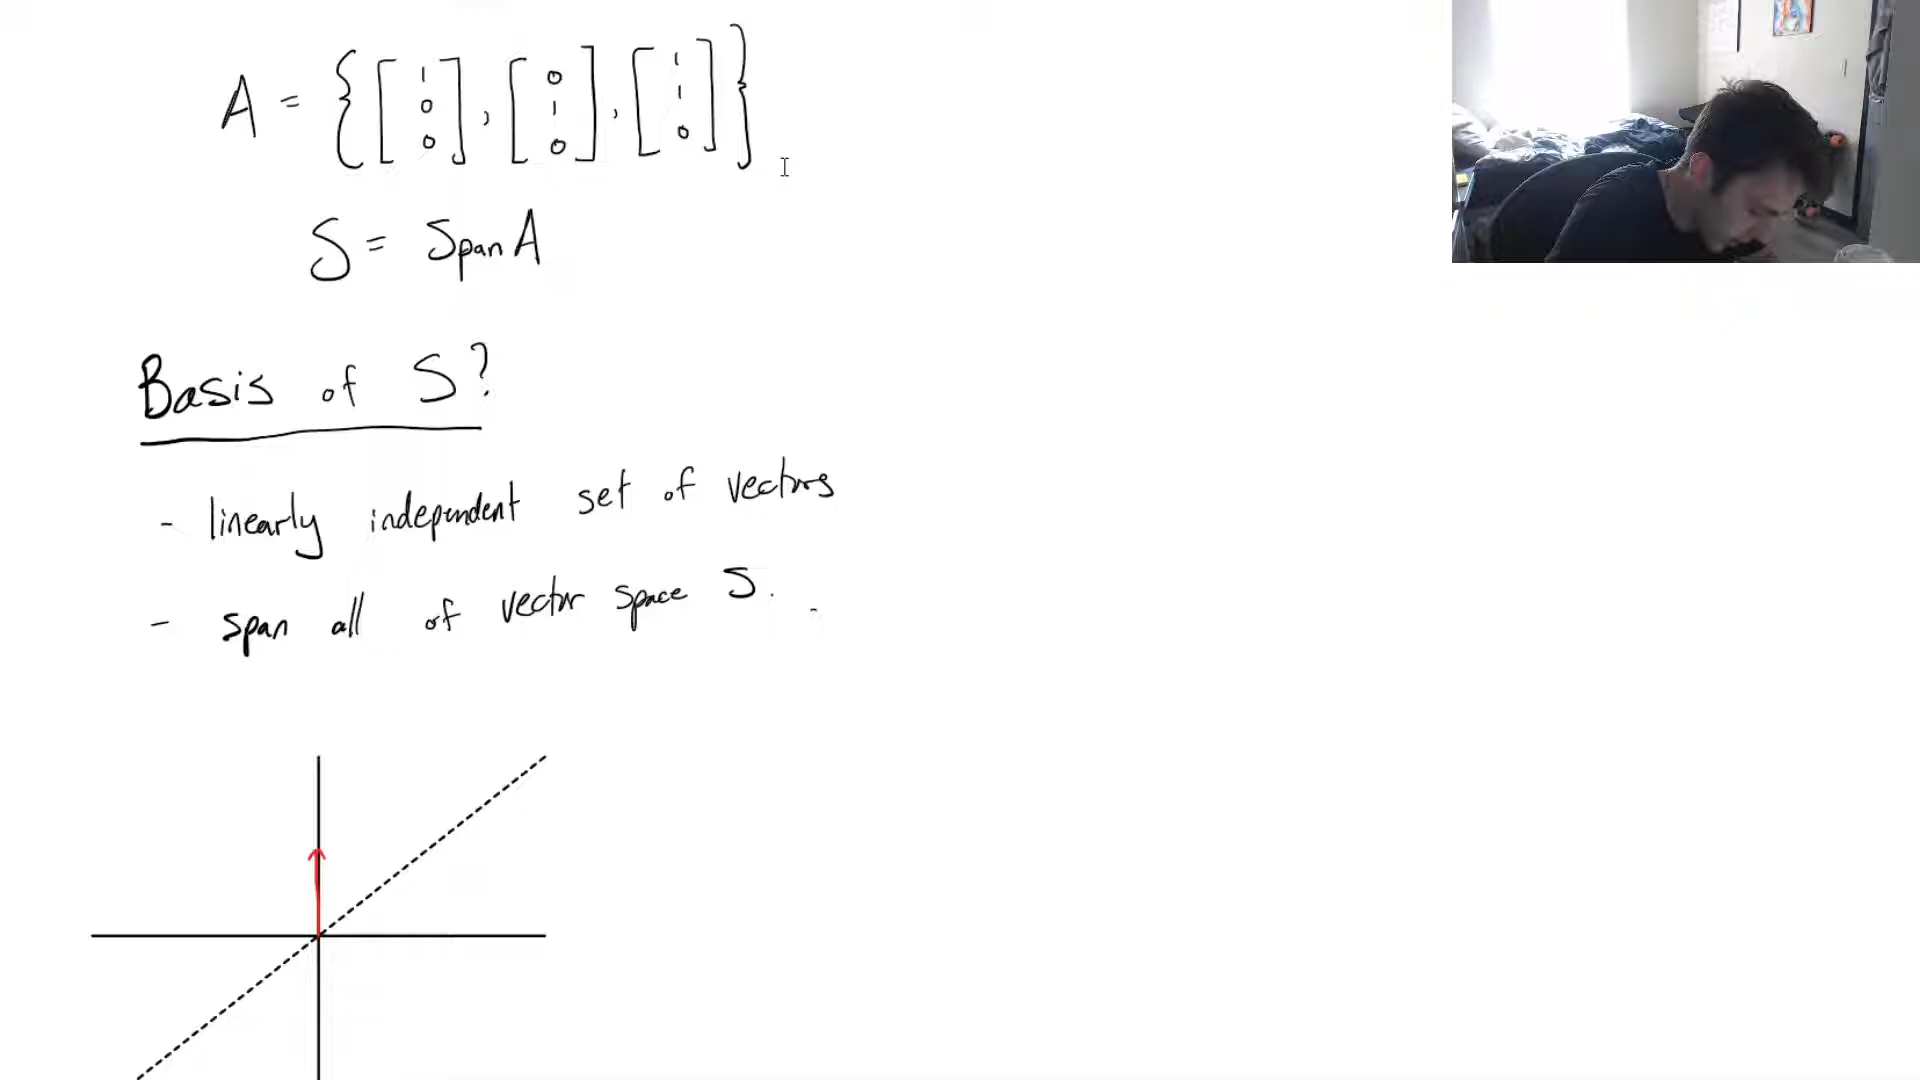 A = {[1 0 0], [0 1 0], [1 1 0]}
S = Span A
Basis of S?
- linearly independent set of vectors
- span all of vector space S.